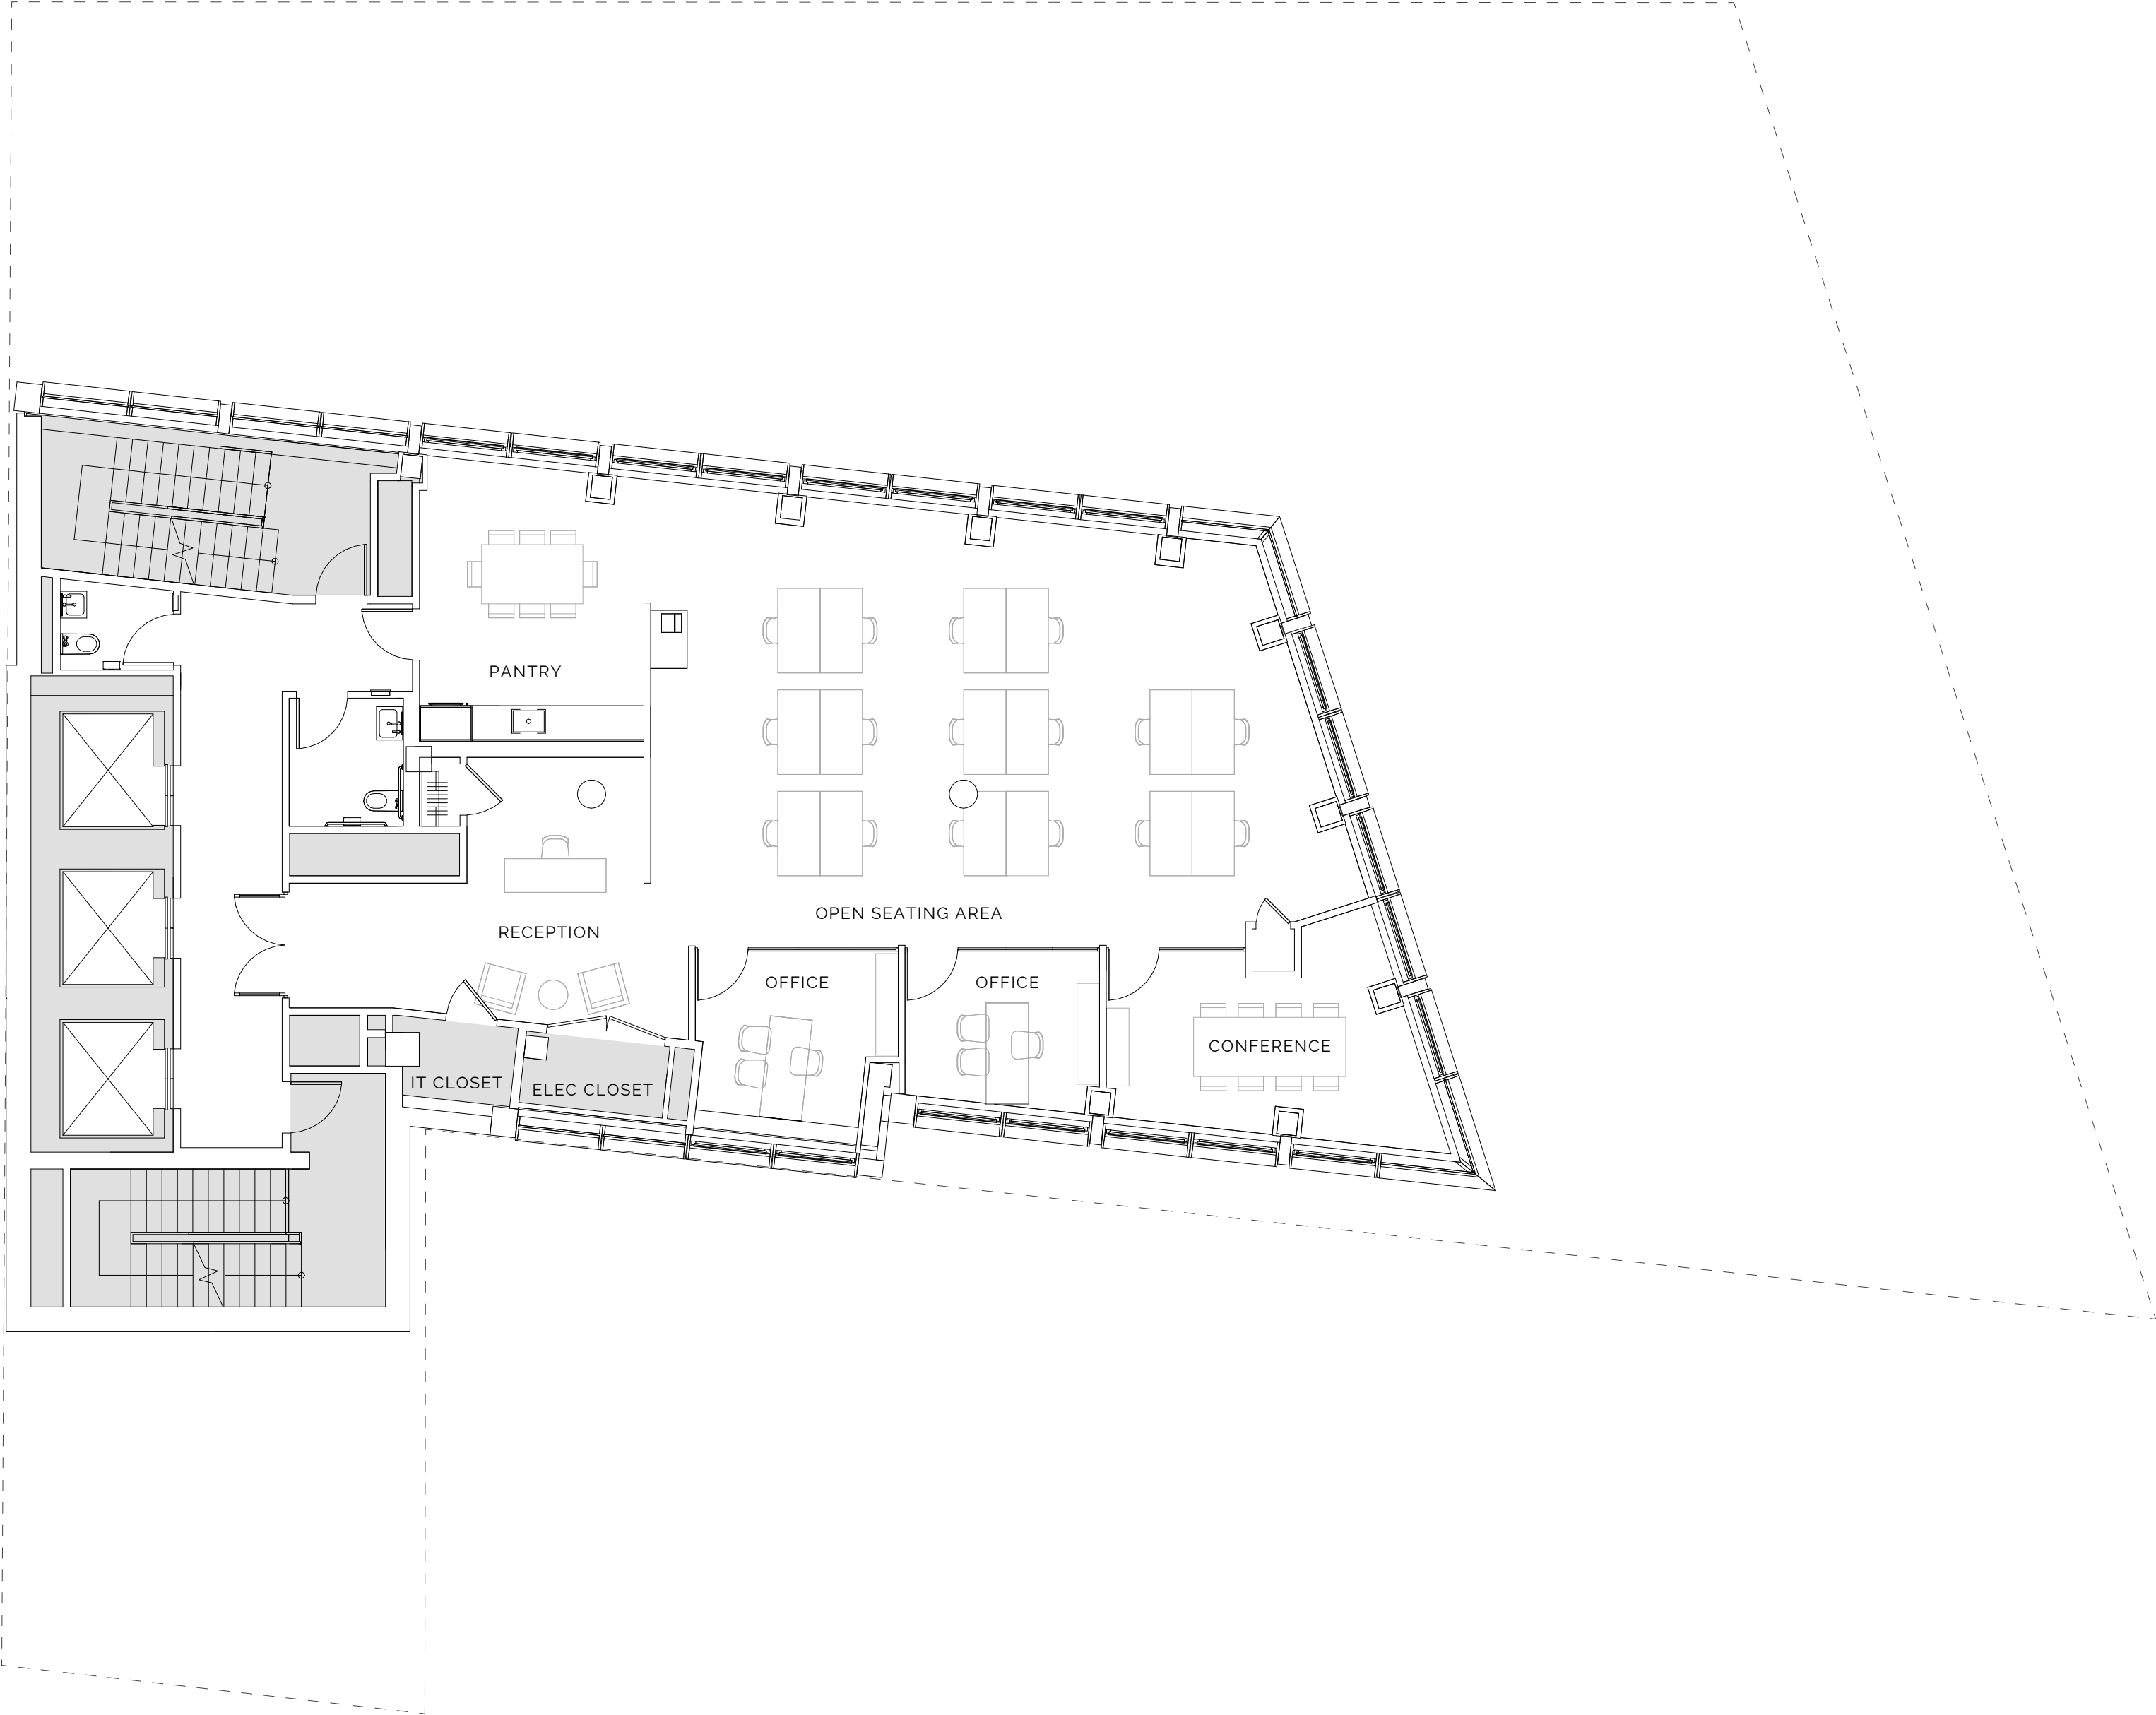 PANTRY
OPEN SEATING AREA
RECEPTION
OFFICE
OFFICE
CONFERENCE
IT CLOSET
ELEC CLOSET